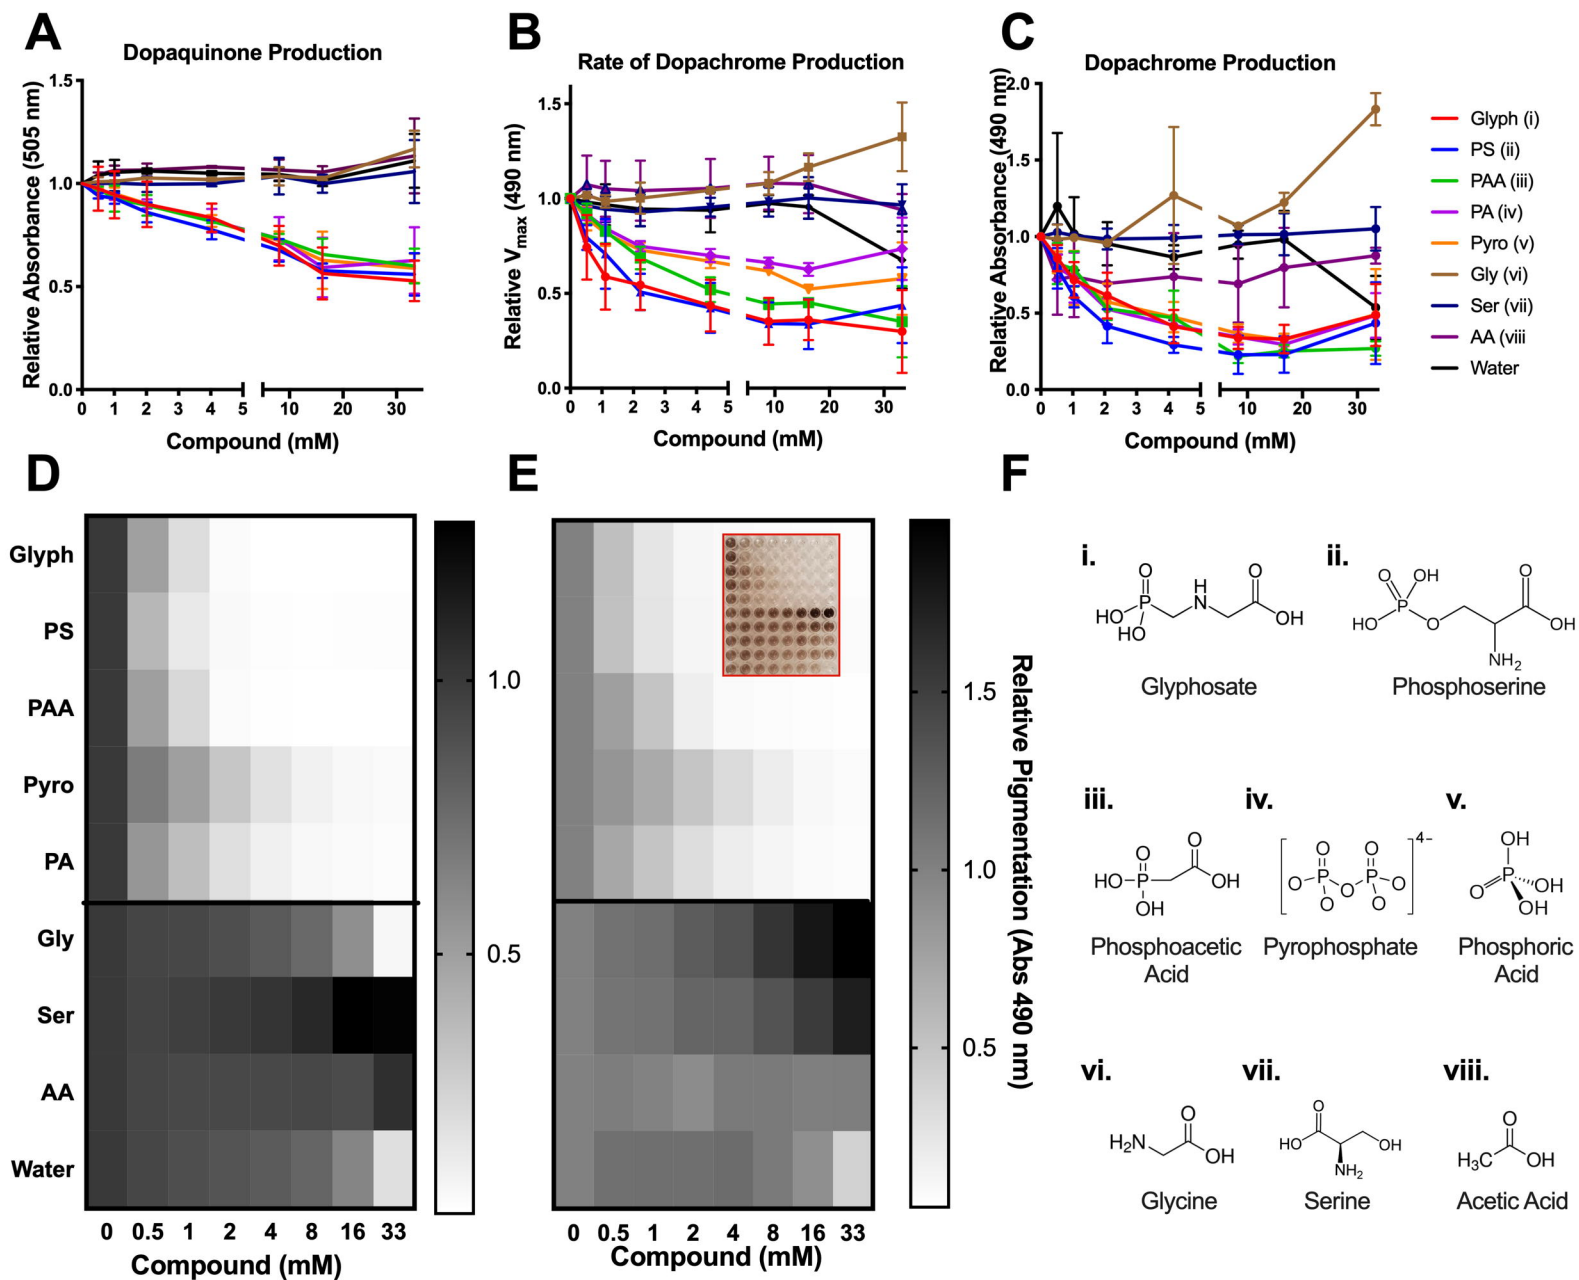 A
Dopaquinone Production
Relative Absorbance (505 nm)
1.5
1.0
0.5
0.0
0 1 2 3 4 5 10 20 30
Compound (mM)
B
Rate of Dopachrome Production
Relative Vmax (490 nm)
1.5
1.0
0.5
0.0
0 1 2 3 4 5 10 20 30
Compound (mM)
C
Dopachrome Production
Relative Absorbance (490 nm)
2.0
1.5
1.0
0.5
0.0
0 1 2 3 4 5 10 20 30
Compound (mM)
Glyph (i)
PS (ii)
PAA (iii)
PA (iv)
Pyro (v)
Gly (vi)
Ser (vii)
AA (viii
Water
D
Glyph
PS
PAA
Pyro
PA
Gly
Ser
AA
Water
0 0.5 1 2 4 8 16 33
Compound (mM)
1.0
0.5
E
0 0.5 1 2 4 8 16 33
Compound (mM)
1.5
1.0
0.5
Relative Pigmentation (Abs 490 nm)
F
i.
O
HO P
HO
H
N
O
OH
Glyphosate
ii.
O OH
P
HO O
O
OH
NH2
Phosphoserine
iii.
O
HO P
OH
O
OH
Phosphoacetic
Acid
iv.
O O 4−
O P O P O
O O
Pyrophosphate
v.
OH
O P OH
OH
Phosphoric
Acid
vi.
O
H2N
OH
Glycine
vii.
O
HO OH
NH2
Serine
viii.
O
H3C OH
Acetic Acid